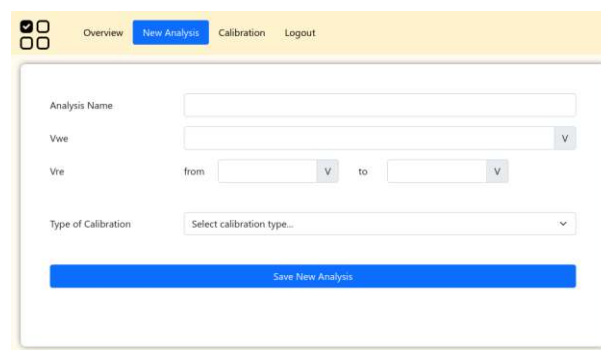 Overview New Analysis Calibration Logout
Analysis Name
Vwe V
Vre from V to V
Type of Calibration Select calibration type...
Save New Analysis